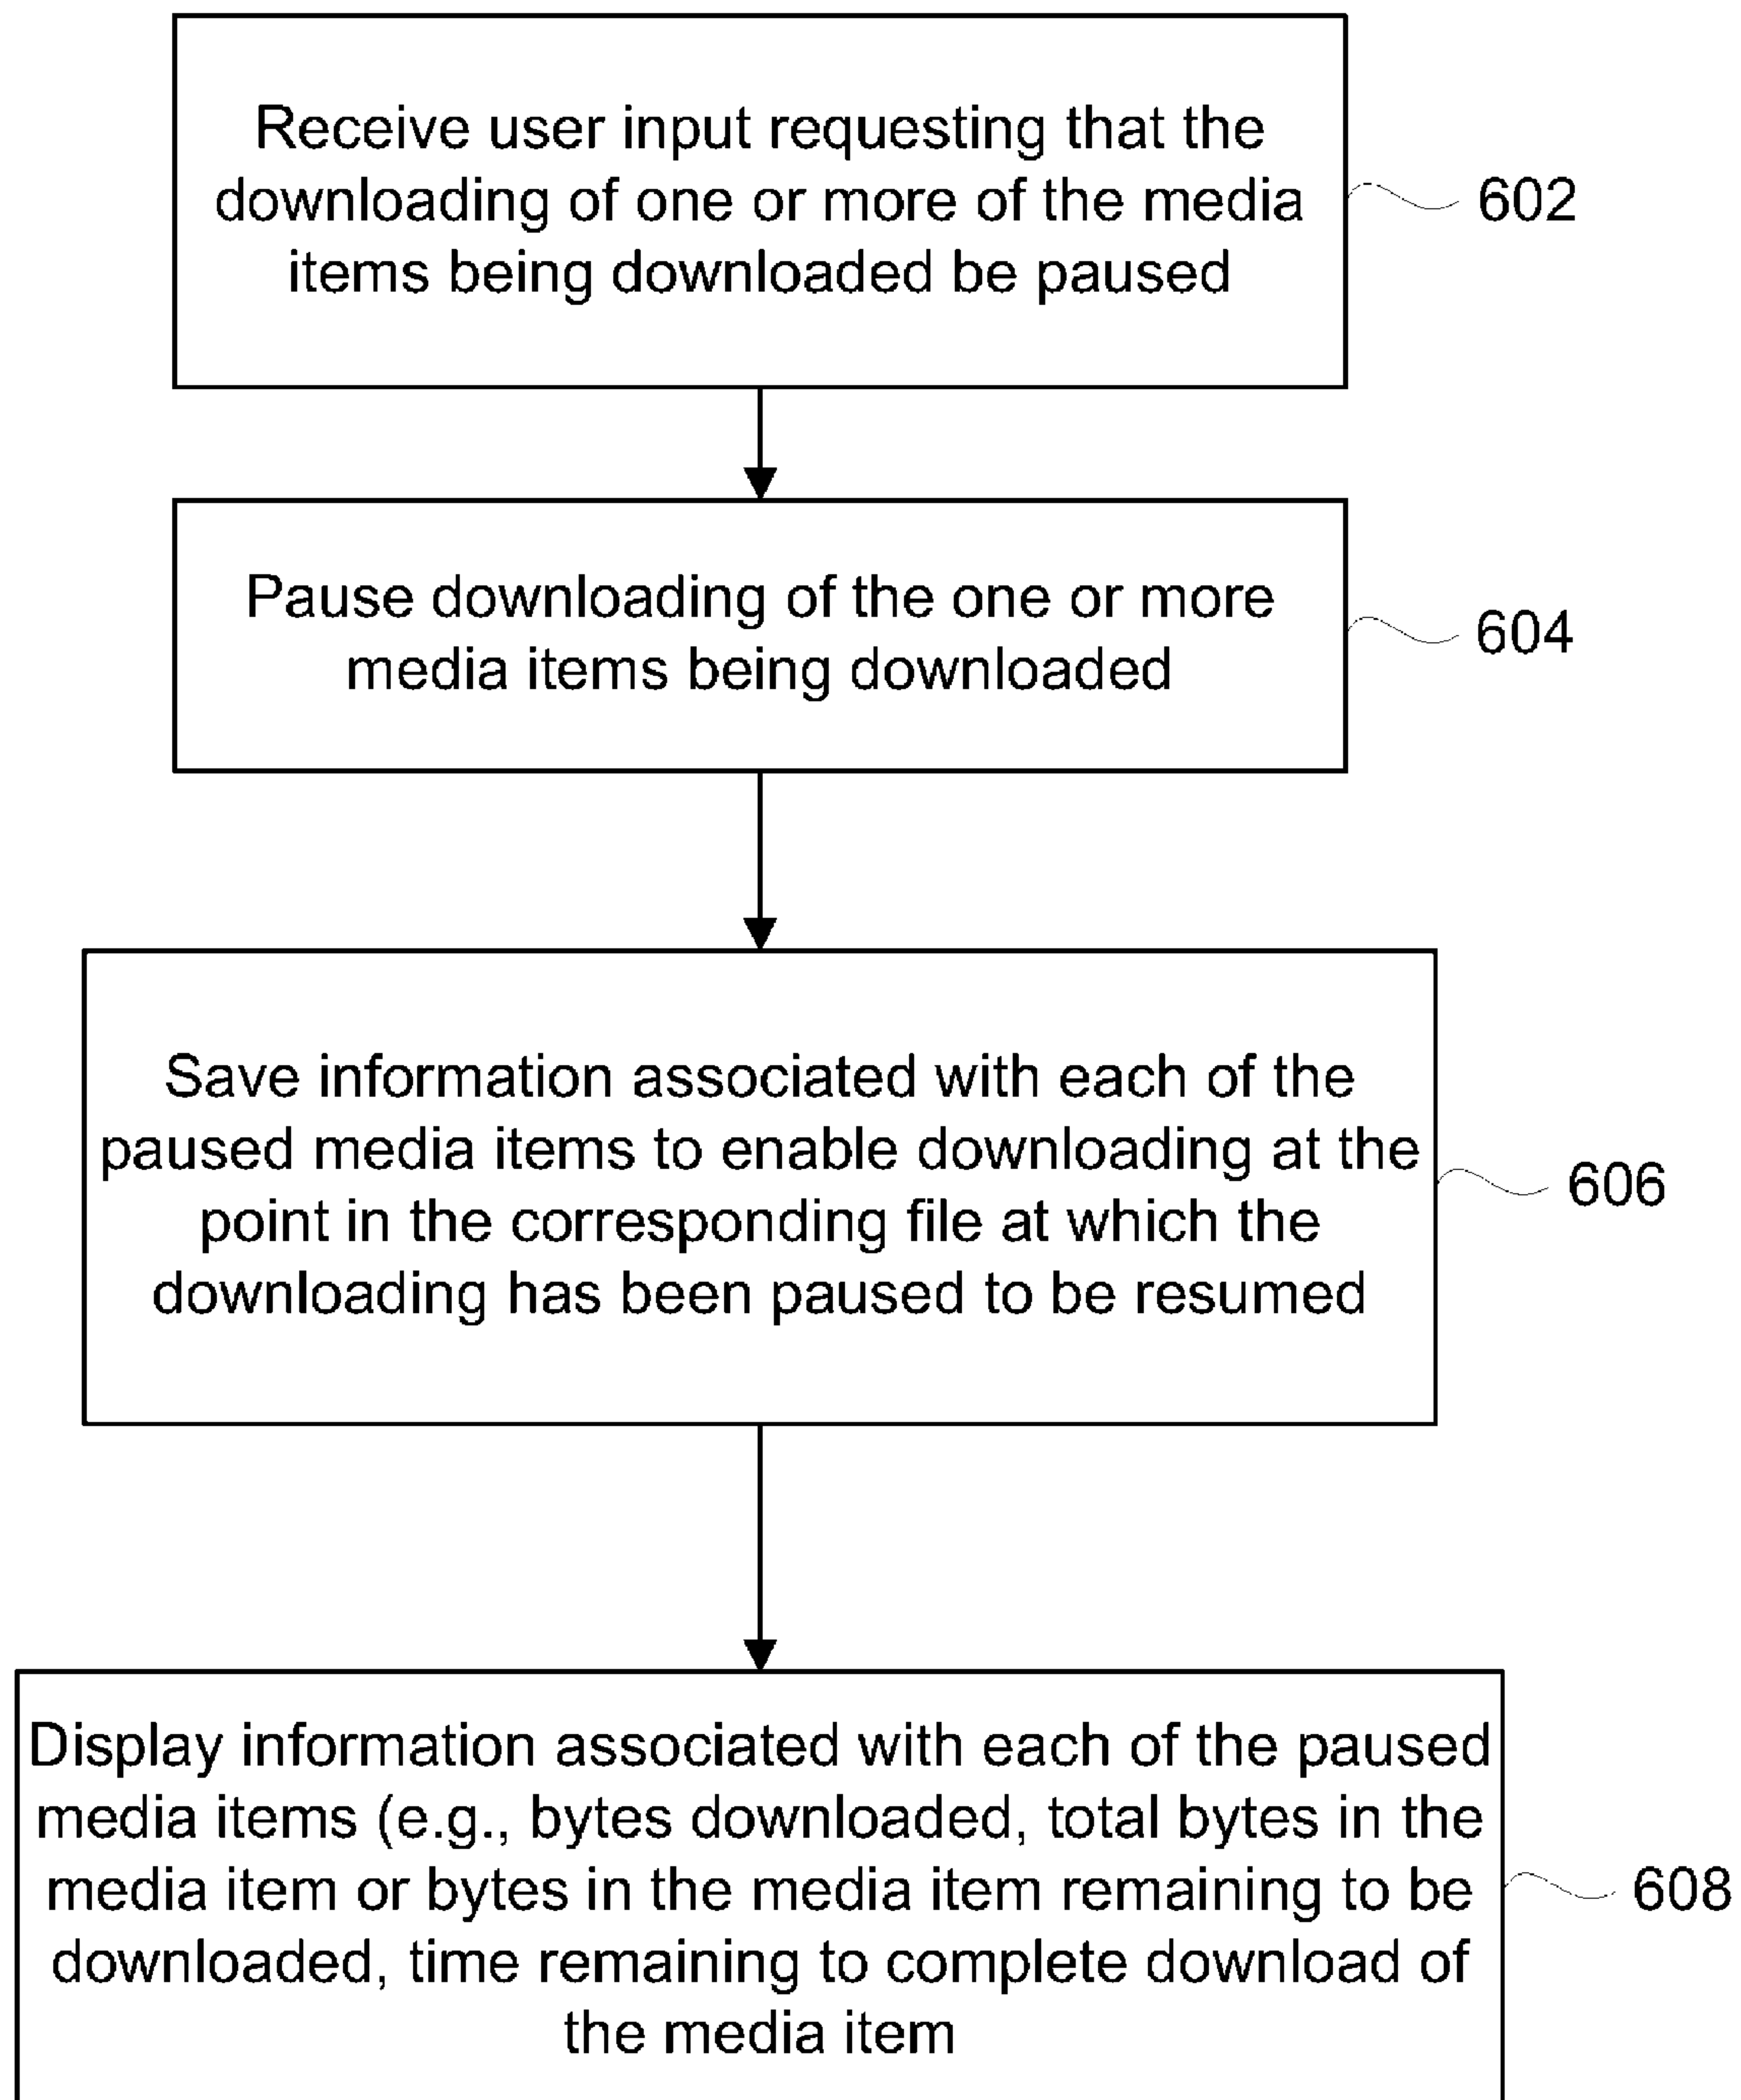 Receive user input requesting that the
downloading of one or more of the media
items being downloaded be paused
602
Pause downloading of the one or more
media items being downloaded
604
Save information associated with each of the
paused media items to enable downloading at the
point in the corresponding file at which the
downloading has been paused to be resumed
606
Display information associated with each of the paused
media items (e.g., bytes downloaded, total bytes in the
media item or bytes in the media item remaining to be
downloaded, time remaining to complete download of
the media item
608